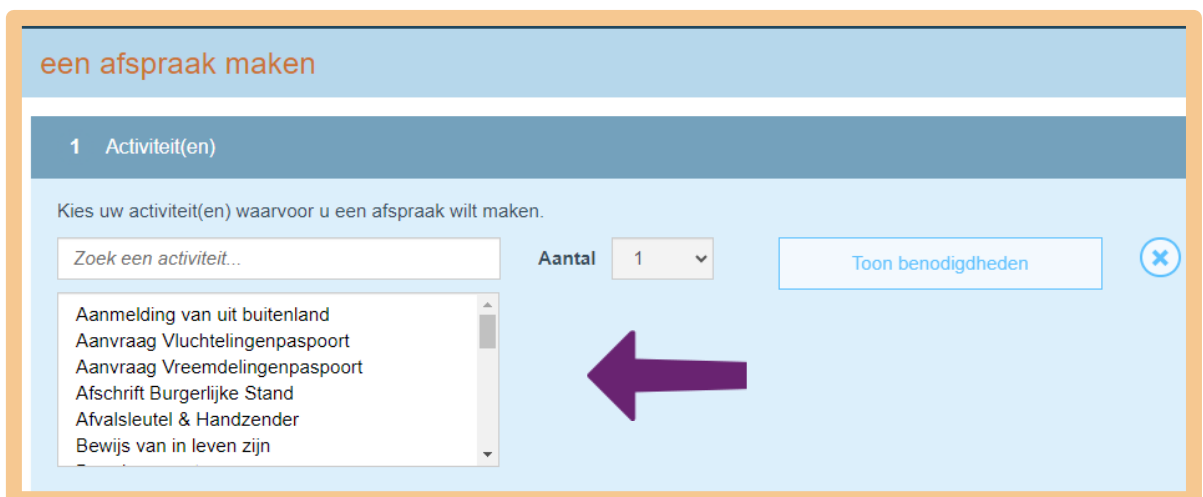 een afspraak maken
1 Activiteit(en)
Kies uw activiteit(en) waarvoor u een afspraak wilt maken.
Zoek een activiteit... Aantal 1 Toon benodigdheden
Aanmelding van uit buitenland
Aanvraag Vluchtelingenpaspoort
Aanvraag Vreemdelingenpaspoort
Afschrift Burgerlijke Stand
Afvalsleutel & Handzender
Bewijs van in leven zijn